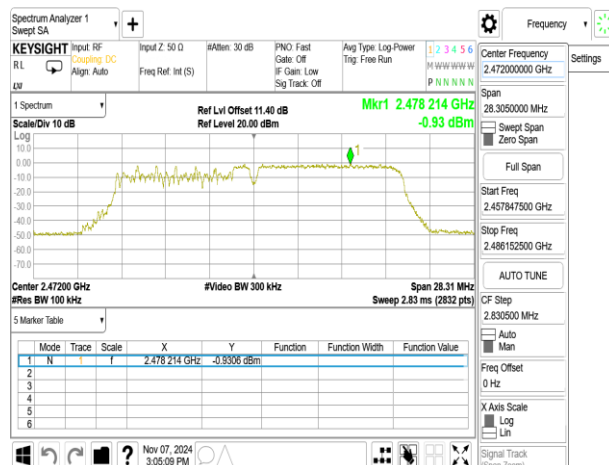 Spectrum Analyzer 1
Swept SA
Frequency
KEYSIGHT
Input: RF
Coupling: DC
Align: Auto
Input Z: 50 Ω
Freq Ref: Int (S)
#Atten: 30 dB
PNO: Fast
Gate: Off
IF Gain: Low
Sig Track: Off
Avg Type: Log-Power
Trig: Free Run
1 2 3 4 5 6
M W W W W W
P N N N N N
R L
LXI
Center Frequency
2.472000000 GHz
Settings
Span
28.3050000 MHz
Swept Span
Zero Span
Full Span
Start Freq
2.457847500 GHz
Stop Freq
2.486152500 GHz
AUTO TUNE
CF Step
2.830500 MHz
Auto
Man
Freq Offset
0 Hz
X Axis Scale
Log
Lin
Signal Track
(Span Zoom)
1 Spectrum
Scale/Div 10 dB
Ref Lvl Offset 11.40 dB
Ref Level 20.00 dBm
Mkr1 2.478 214 GHz
-0.93 dBm
Log
10.0
0.00
-10.0
-20.0
-30.0
-40.0
-50.0
-60.0
-70.0
1
Center 2.47200 GHz
#Res BW 100 kHz
#Video BW 300 kHz
Span 28.31 MHz
Sweep 2.83 ms (2832 pts)
5 Marker Table
Mode Trace Scale X Y Function Function Width Function Value
1 N 1 f 2.478 214 GHz -0.9306 dBm
2
3
4
5
6
?
Nov 07, 2024
3:05:09 PM